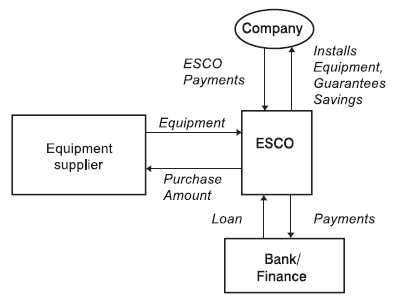 Company
ESCO
Payments
Installs
Equipment,
Guarantees
Savings
Equipment
Equipment
supplier
ESCO
Purchase
Amount
Loan
Payments
Bank/
Finance